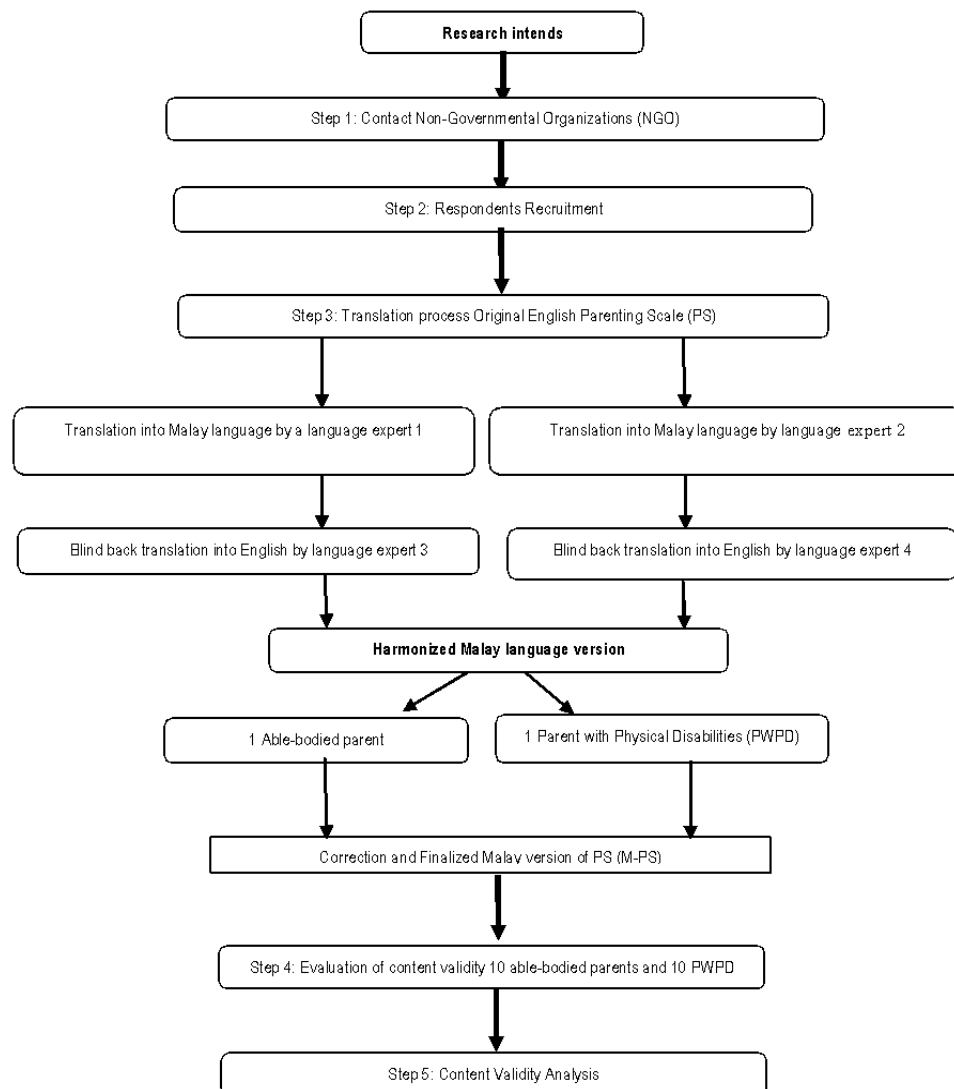 Research intends
Step 1: Contact Non-Governmental Organizations (NGO)
Step 2: Respondents Recruitment
Step 3: Translation process Original English Parenting Scale (PS)
Translation into Malay language by a language expert 1
Translation into Malay language by language expert 2
Blind back translation into English by language expert 3
Blind back translation into English by language expert 4
Harmonized Malay language version
1 Able-bodied parent
1 Parent with Physical Disabilities (PWPD)
Correction and Finalized Malay version of PS (M-PS)
Step 4: Evaluation of content validity 10 able-bodied parents and 10 PWPD
Step 5: Content Validity Analysis